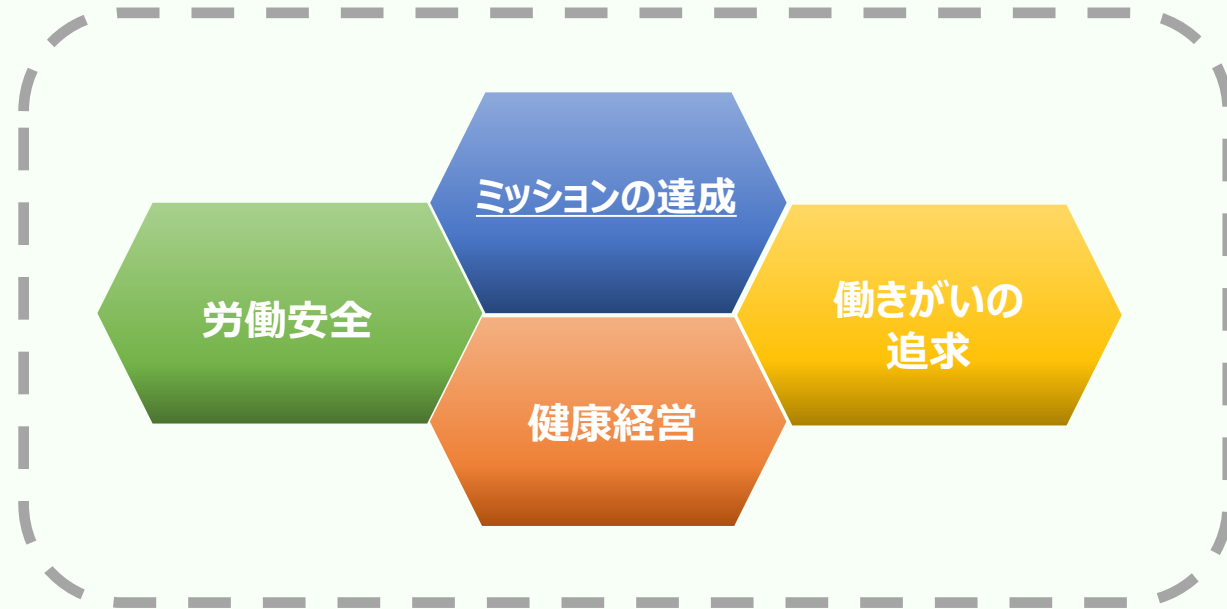 ミッションの達成
労働安全
働きがいの
追求
健康経営